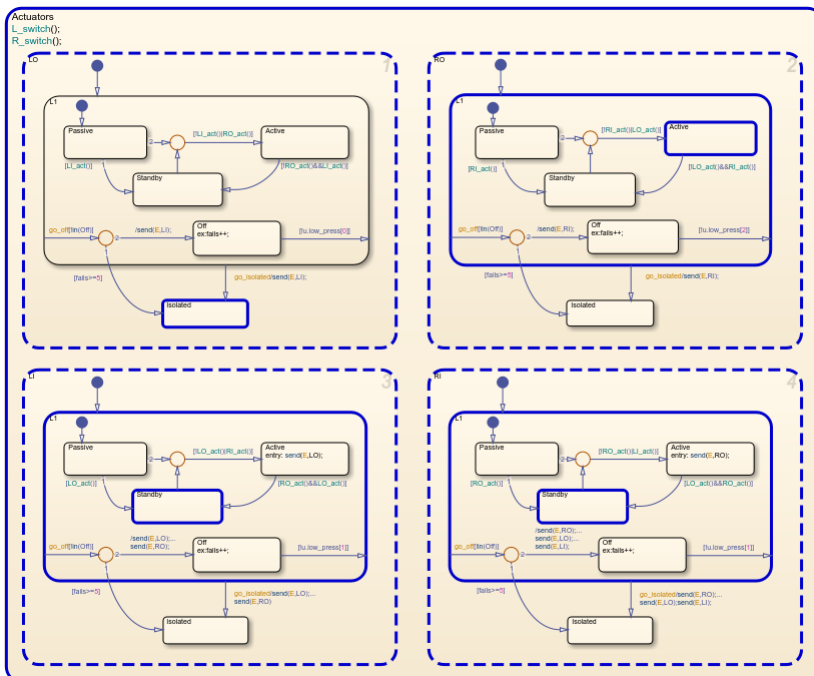 Actuators
L_switch();
R_switch();
LO
1
L1
Passive
2
[!LI_act()|RO_act()]
Active
[LI_act()]
Standby
[!RO_act()&&LI_act()]
go_off[!in(Off)]
2
/send(E,LI);
Off
ex:fails++;
[!u.low_press[0]]
[fails>=5]
1
go_isolated/send(E,LI);
Isolated
RO
2
L1
Passive
2
[!RI_act()|LO_act()]
Active
[RI_act()]
Standby
[!LO_act()&&RI_act()]
go_off[!in(Off)]
2
/send(E,RI);
Off
ex:fails++;
[!u.low_press[2]]
[fails>=5]
1
go_isolated/send(E,RI);
Isolated
LI
3
L1
Passive
2
[!LO_act()|RI_act()]
Active
entry: send(E,LO);
[LO_act()]
Standby
[RO_act()&&LO_act()]
go_off[!in(Off)]
2
/send(E,LO);...
send(E,RO);
Off
ex:fails++;
[!u.low_press[1]]
[fails>=5]
1
go_isolated/send(E,LO);...
send(E,RO)
Isolated
RI
4
L1
Passive
2
[!RO_act()|LI_act()]
Active
entry: send(E,RO);
[RO_act()]
Standby
[LO_act()&&RO_act()]
go_off[!in(Off)]
2
/send(E,RO);...
send(E,LO);...
send(E,LI);
Off
ex:fails++;
[!u.low_press[1]]
[fails>=5]
1
go_isolated/send(E,RO);...
send(E,LO);send(E,LI);
Isolated